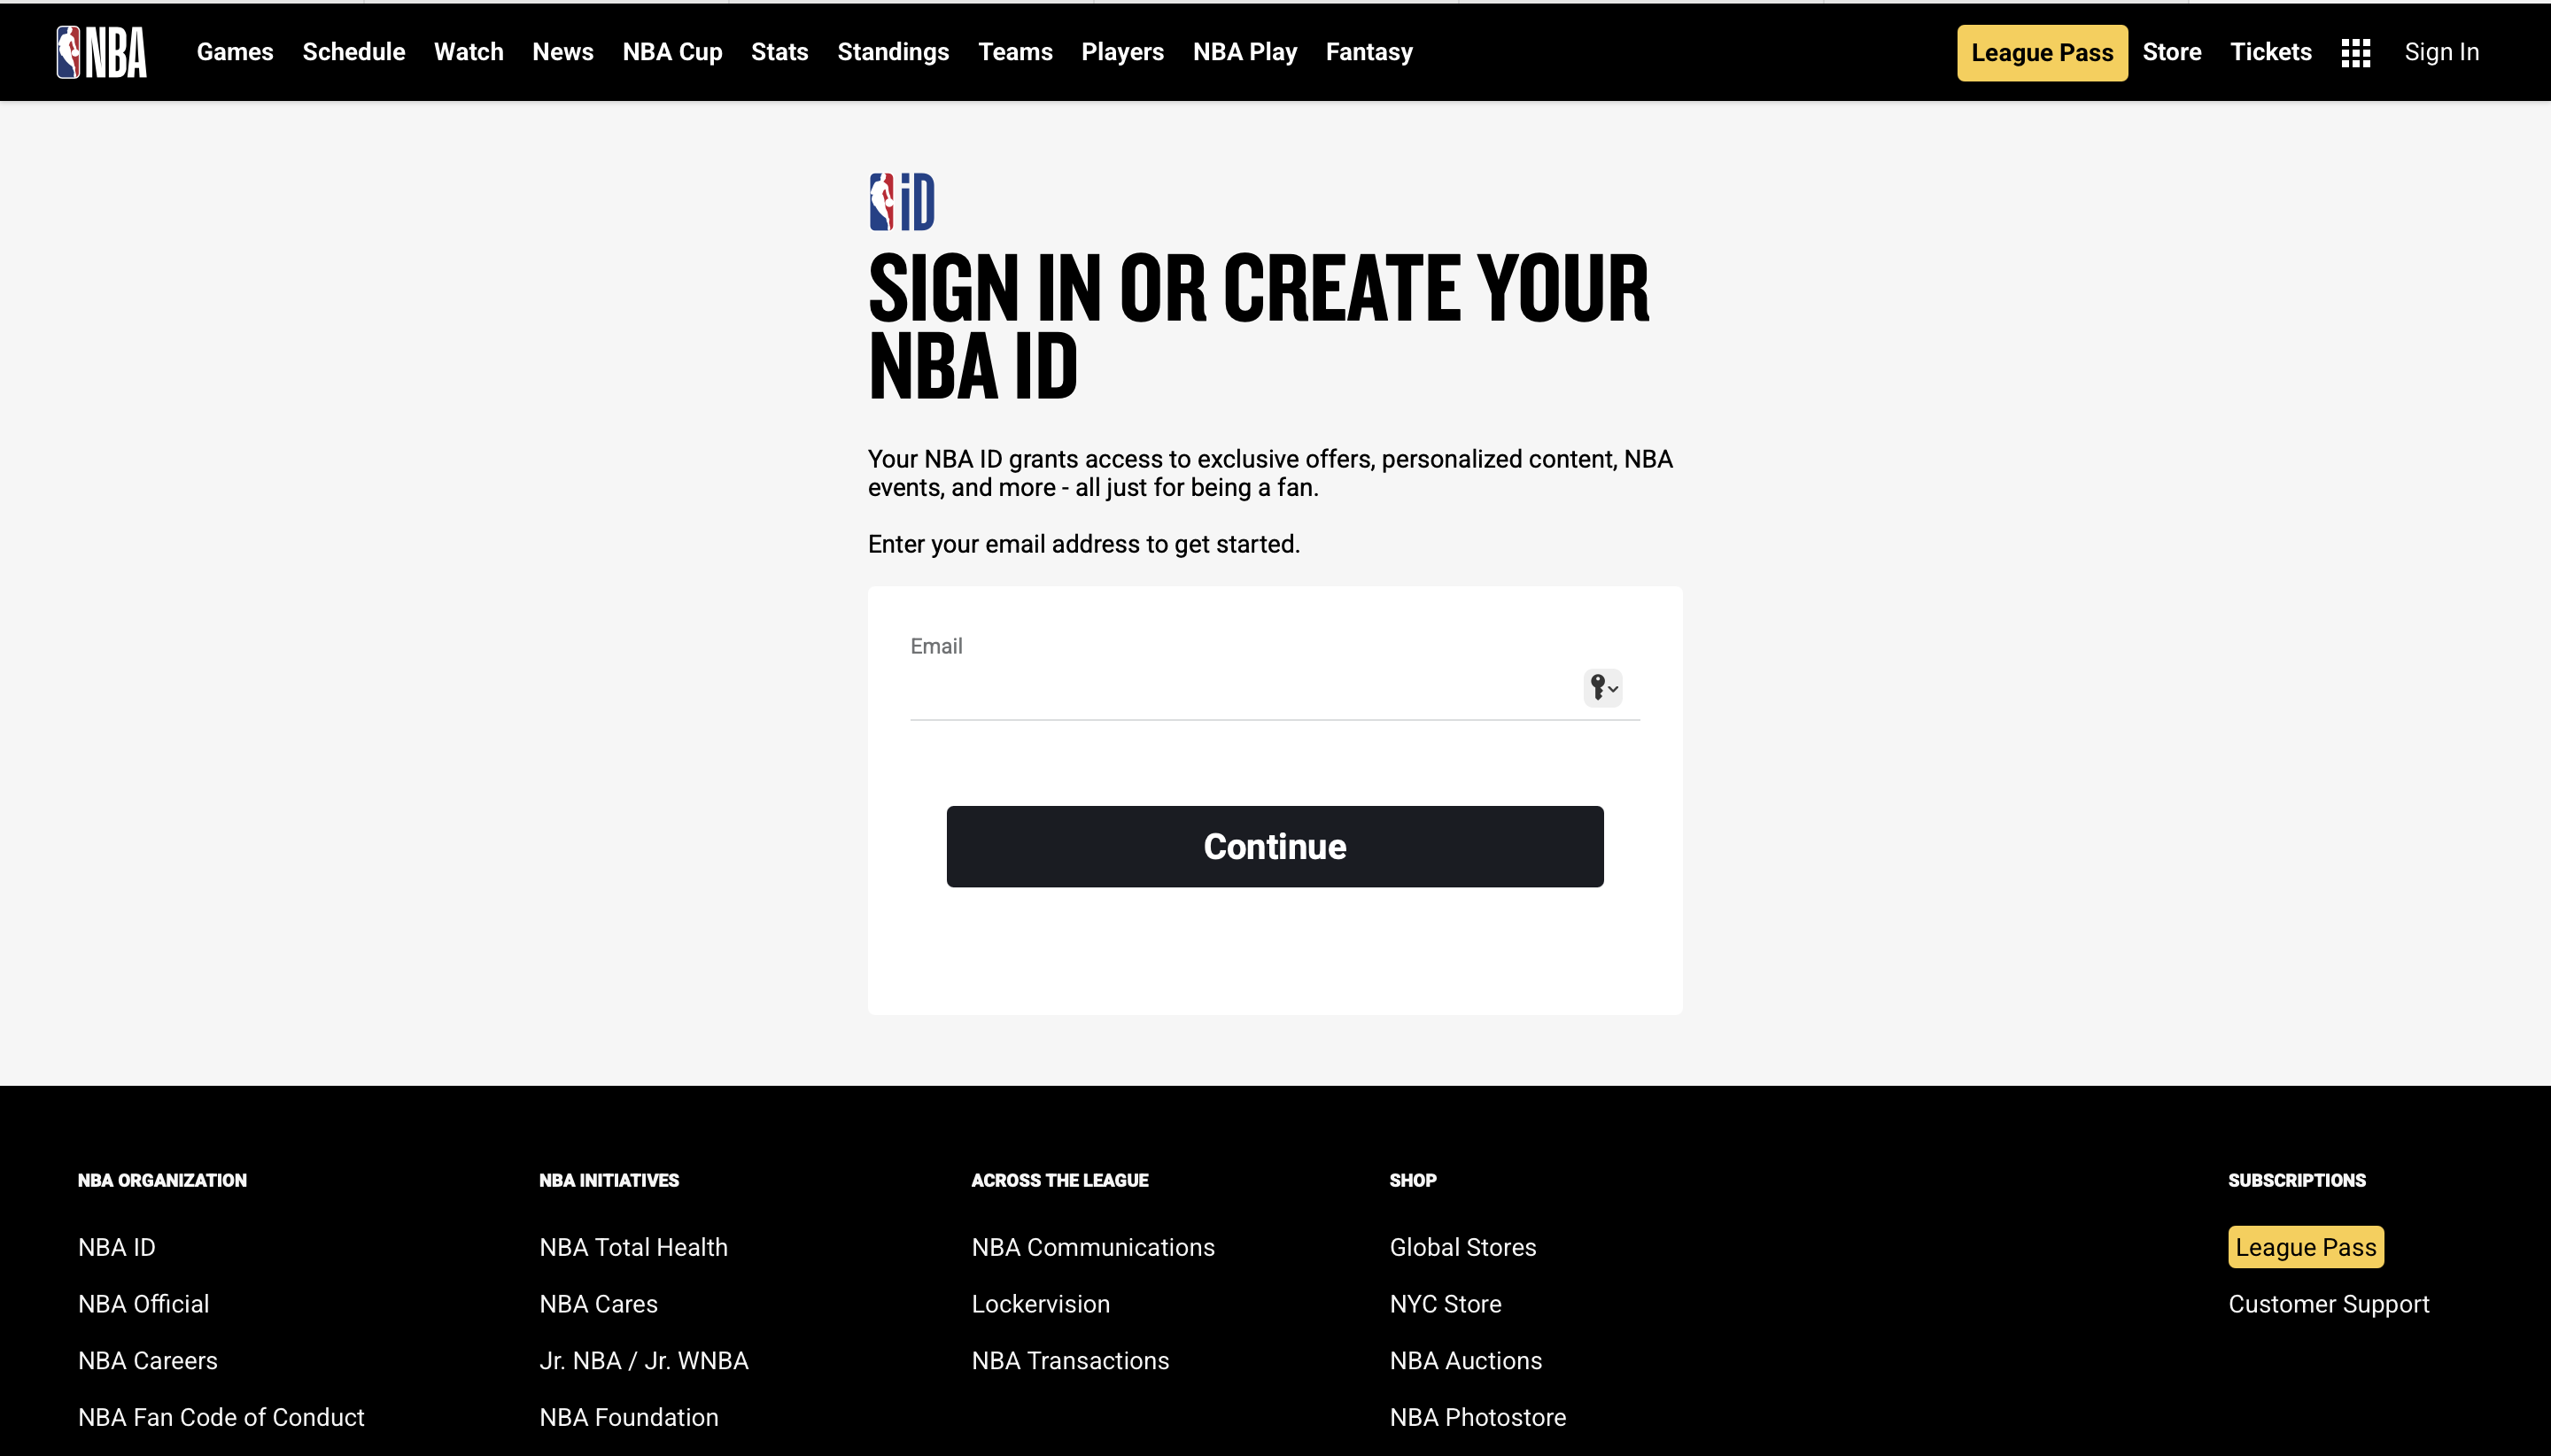 NBA
Games Schedule Watch News NBA Cup Stats Standings Teams Players NBA Play Fantasy
League Pass Store Tickets Sign In
iD
SIGN IN OR CREATE YOUR
NBA ID
Your NBA ID grants access to exclusive offers, personalized content, NBA
events, and more - all just for being a fan.
Enter your email address to get started.
Email
Continue
NBA ORGANIZATION
NBA ID
NBA Official
NBA Careers
NBA Fan Code of Conduct
NBA INITIATIVES
NBA Total Health
NBA Cares
Jr. NBA / Jr. WNBA
NBA Foundation
ACROSS THE LEAGUE
NBA Communications
Lockervision
NBA Transactions
SHOP
Global Stores
NYC Store
NBA Auctions
NBA Photostore
SUBSCRIPTIONS
League Pass
Customer Support